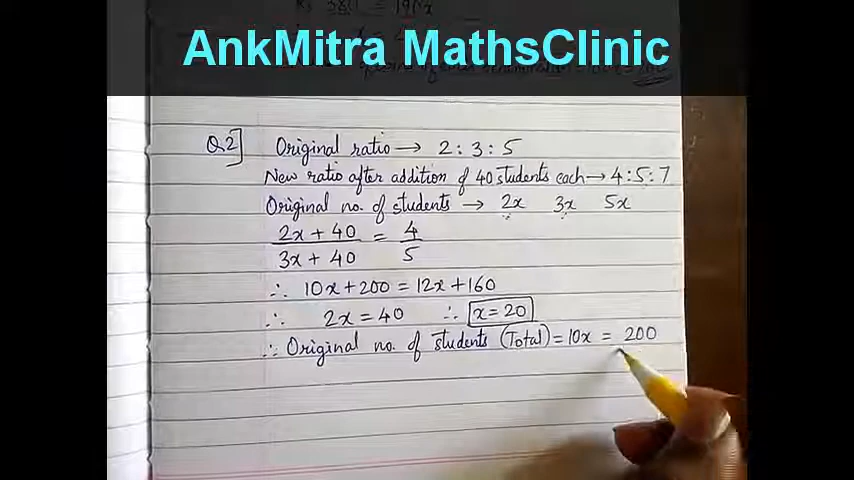 AnkMitra MathsClinic
Q.2] Original ratio → 2 : 3 : 5
New ratio after addition of 40 students each → 4 : 5 : 7
Original no. of students → 2x 3x 5x
2x + 40 / 3x + 40 = 4 / 5
∴ 10x + 200 = 12x + 160
∴ 2x = 40 ∴ x = 20
∴ Original no. of students (Total) = 10x = 200